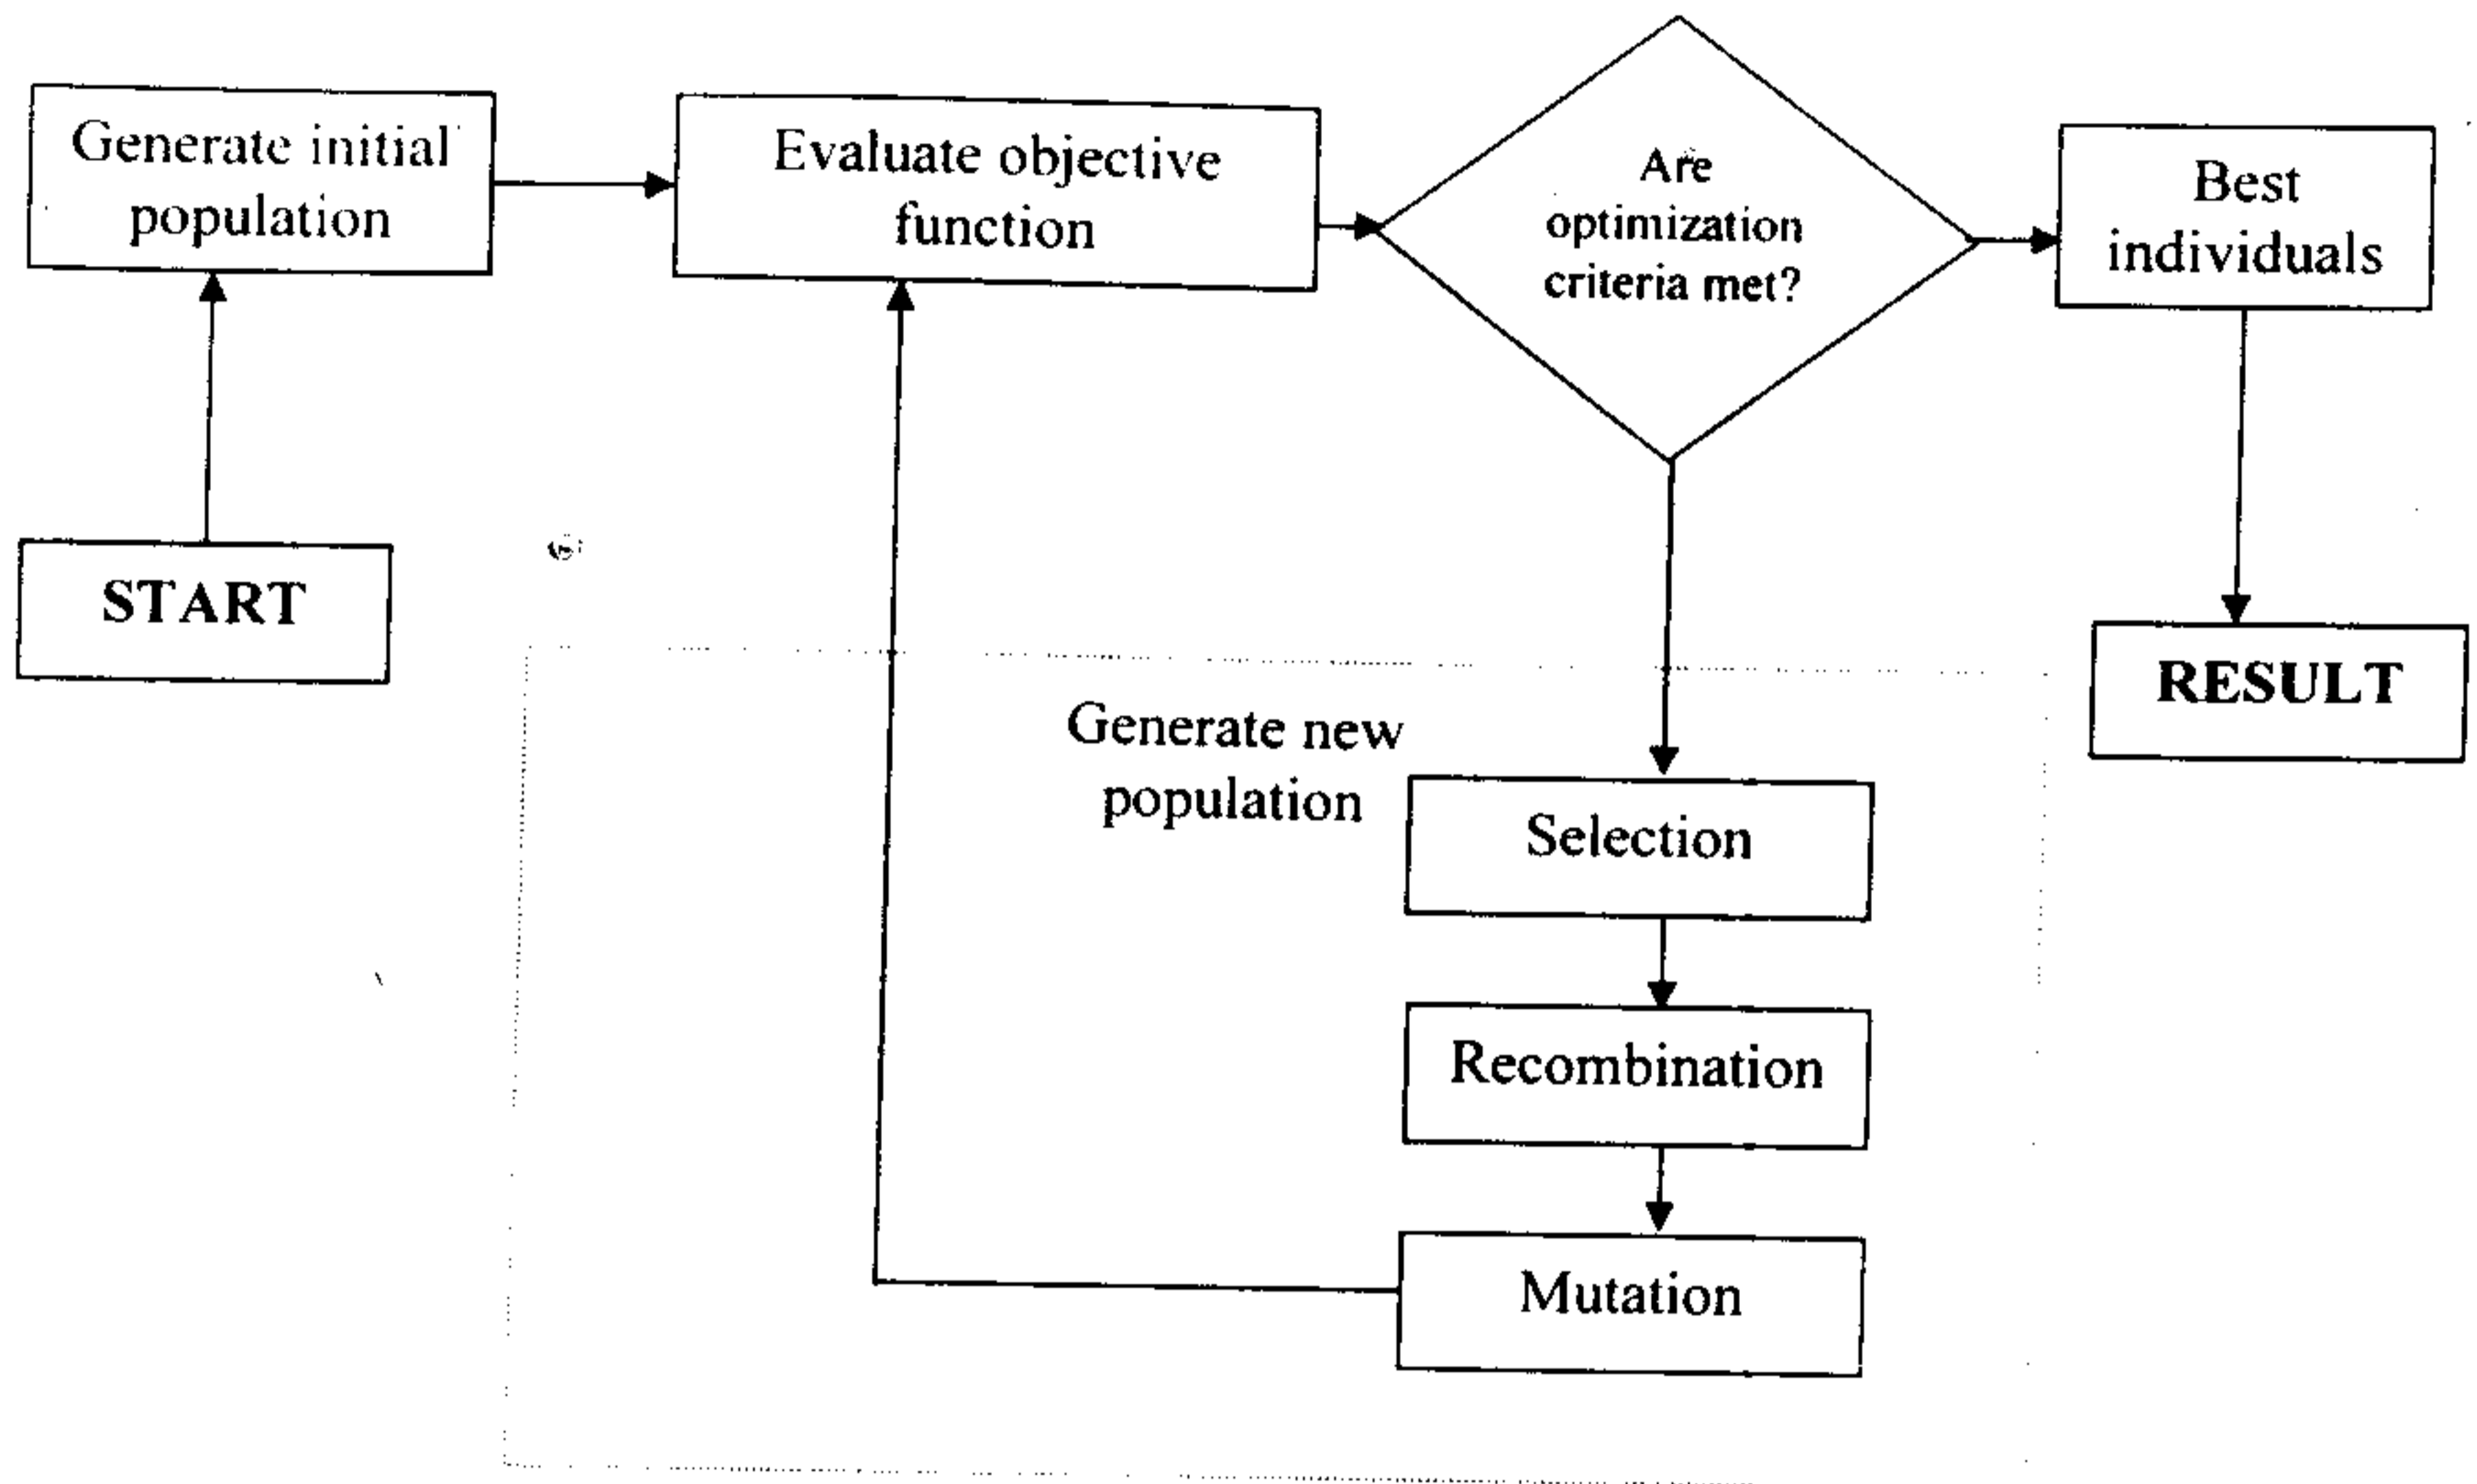 Generate initial
population
Evaluate objective
function
Are
optimization
criteria met?
Best
individuals
START
RESULT
Generate new
population
Selection
Recombination
Mutation